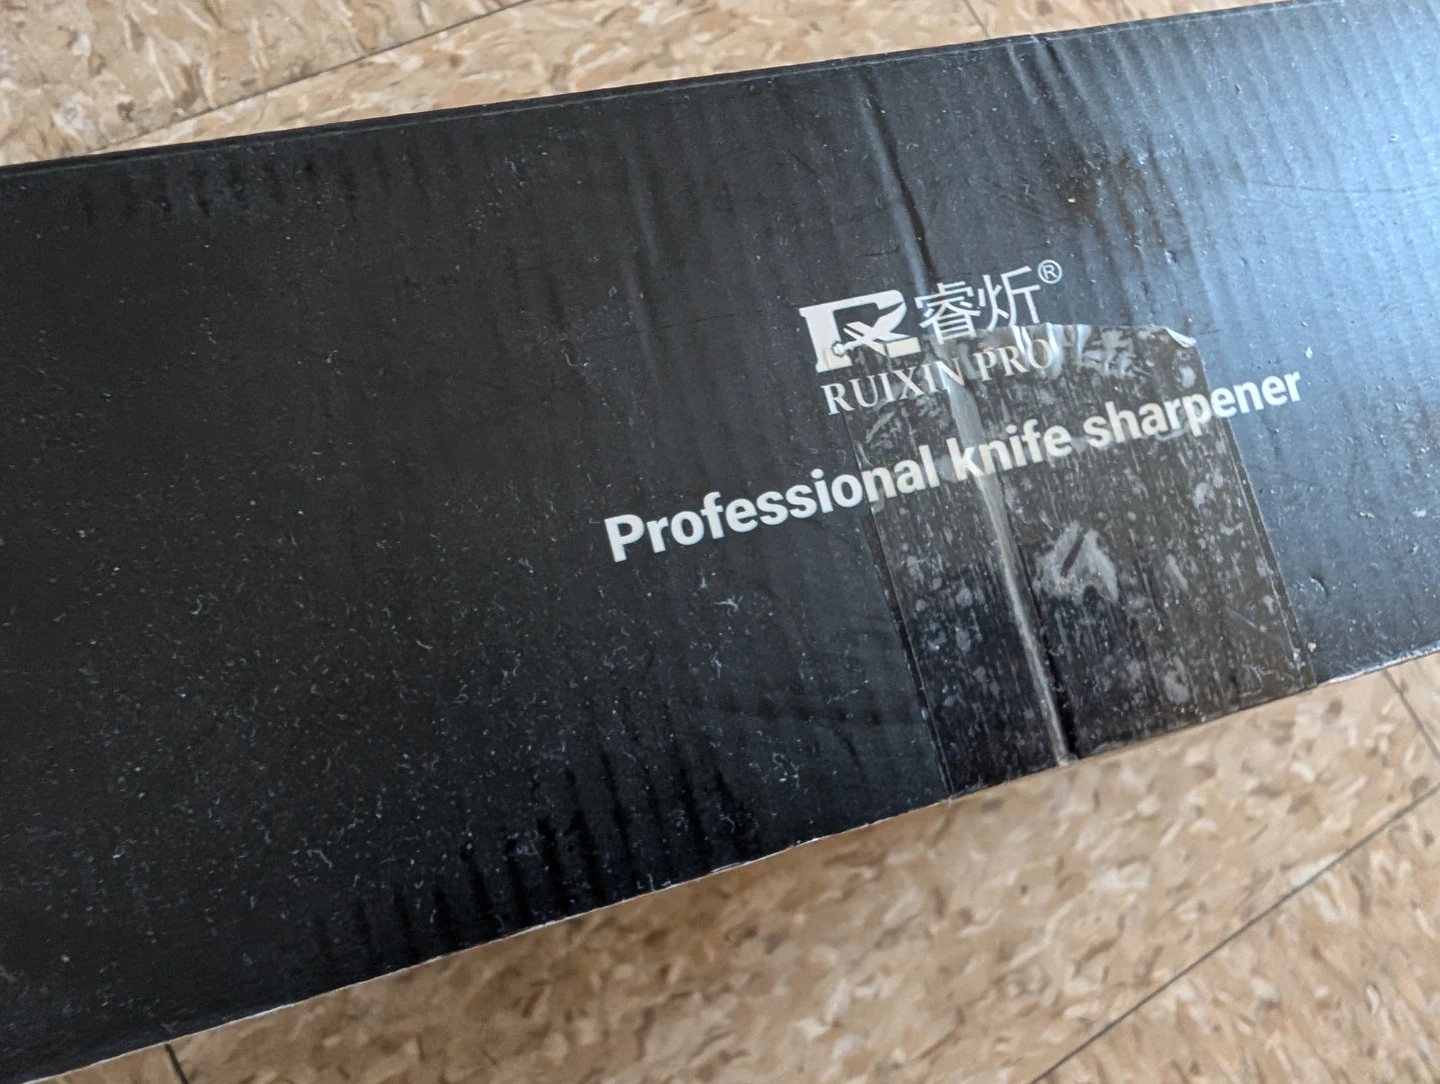 睿炘®
RUIXIN PRO
Professional knife sharpener